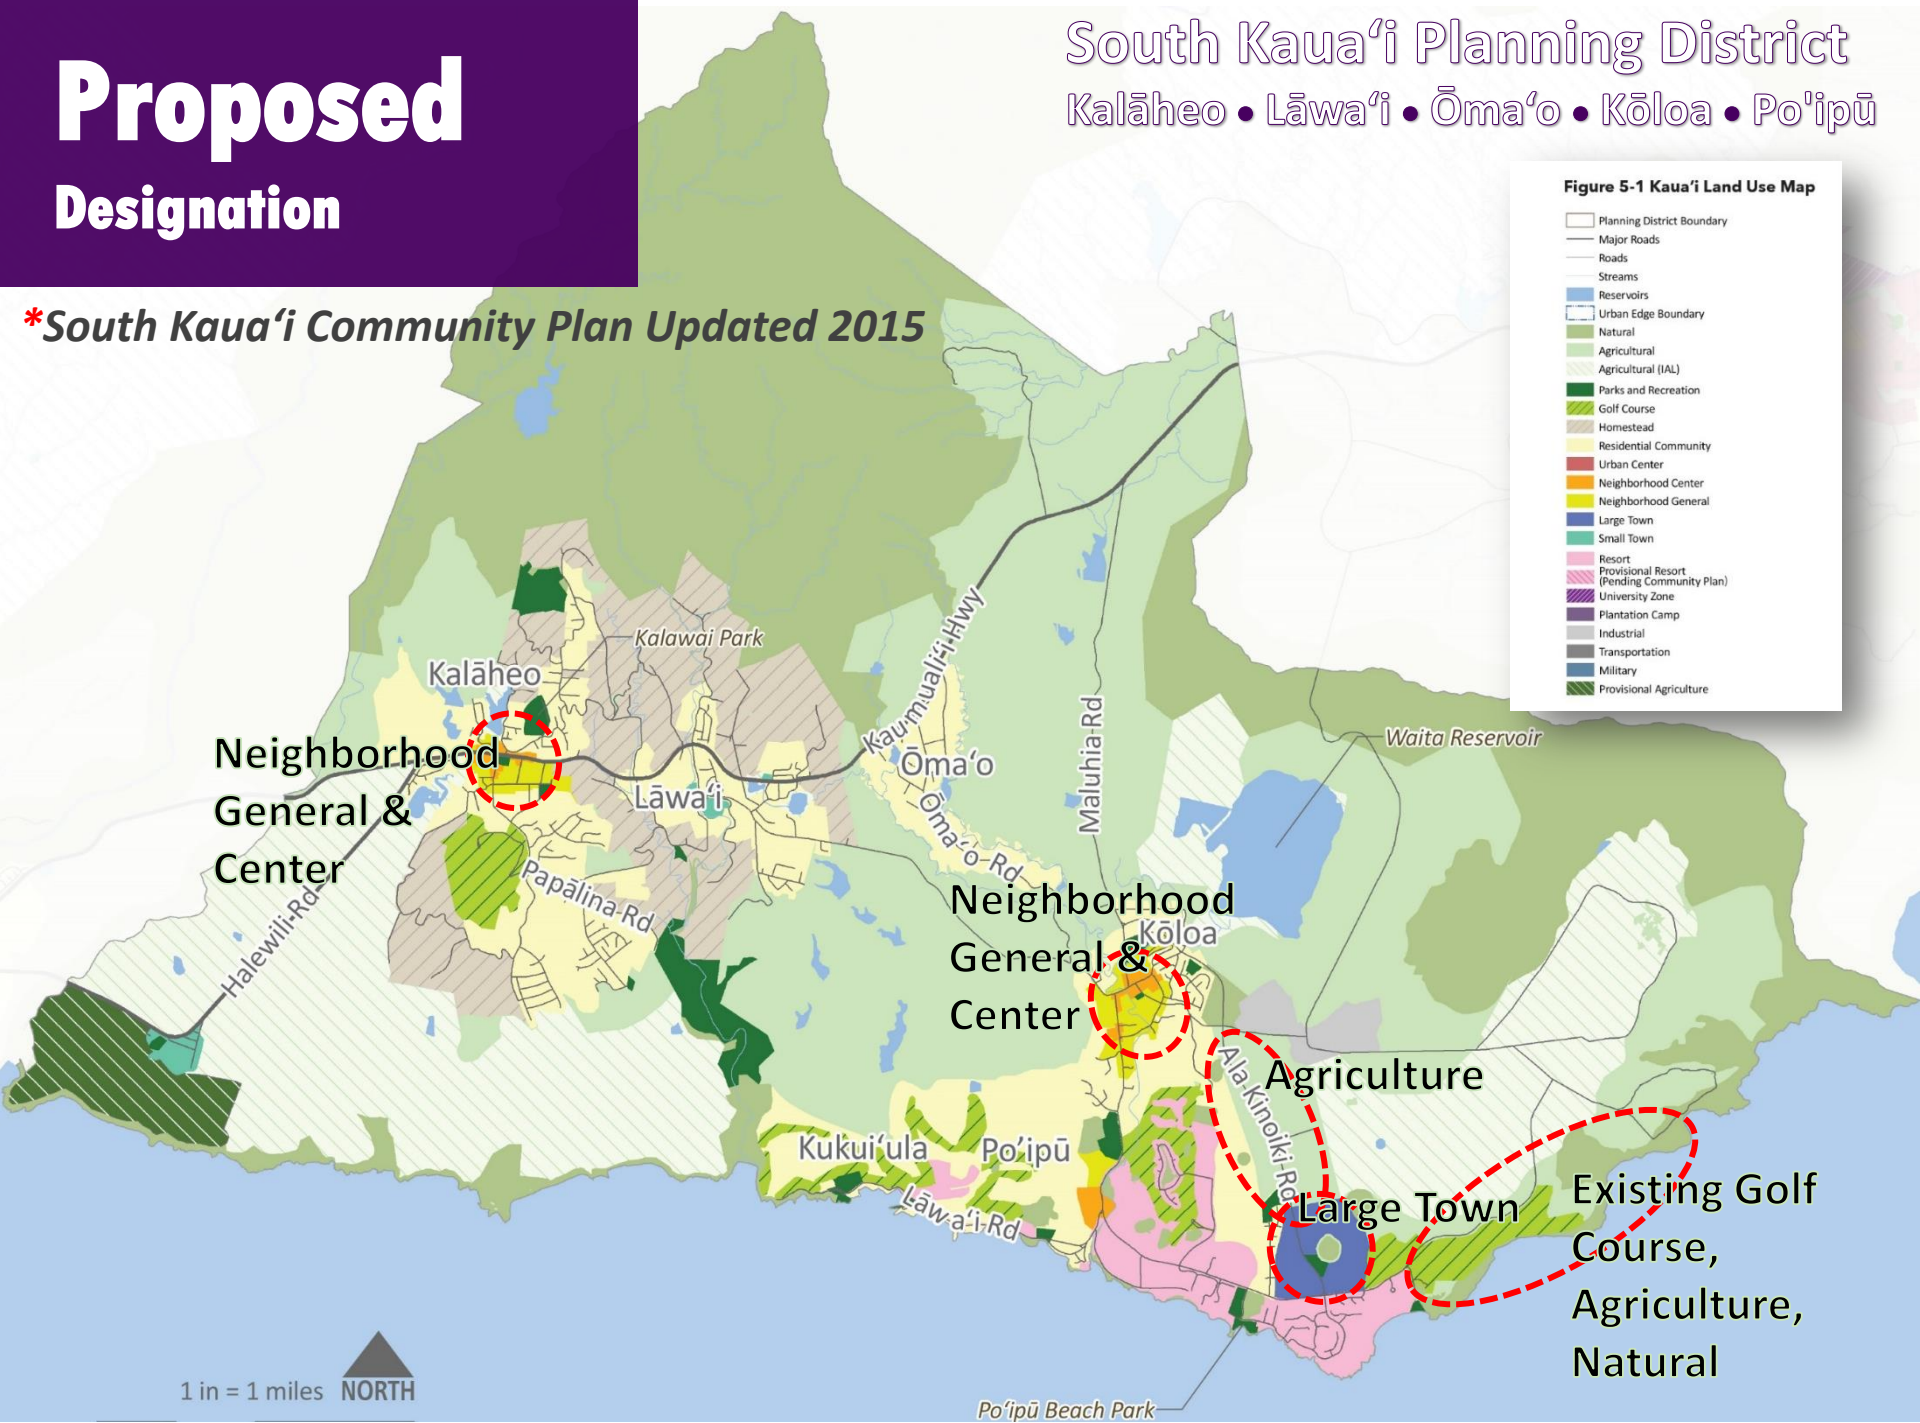 Proposed
Designation
South Kauaʻi Planning District
Kalāheo • Lāwaʻi • Ōmaʻo • Kōloa • Po'ipū
*South Kauaʻi Community Plan Updated 2015
Figure 5-1 Kauaʻi Land Use Map
Planning District Boundary
Major Roads
Roads
Streams
Reservoirs
Urban Edge Boundary
Natural
Agricultural
Agricultural (IAL)
Parks and Recreation
Golf Course
Homestead
Residential Community
Urban Center
Neighborhood Center
Neighborhood General
Large Town
Small Town
Resort
Provisional Resort
(Pending Community Plan)
University Zone
Plantation Camp
Industrial
Transportation
Military
Provisional Agriculture
Kalawai Park
Kalāheo
Kaumualiʻi Hwy
Maluhia Rd
Waita Reservoir
Neighborhood
General &
Center
Lāwaʻi
Ōmaʻo
Ōmaʻo Rd
Papālina Rd
Halewili Rd
Neighborhood
General &
Center
Kōloa
Ala Kinoiki Rd
Agriculture
Kukuiʻula
Po'ipū
Lāwaʻi Rd
Large Town
Existing Golf
Course,
Agriculture,
Natural
1 in = 1 miles
NORTH
Poʻipū Beach Park